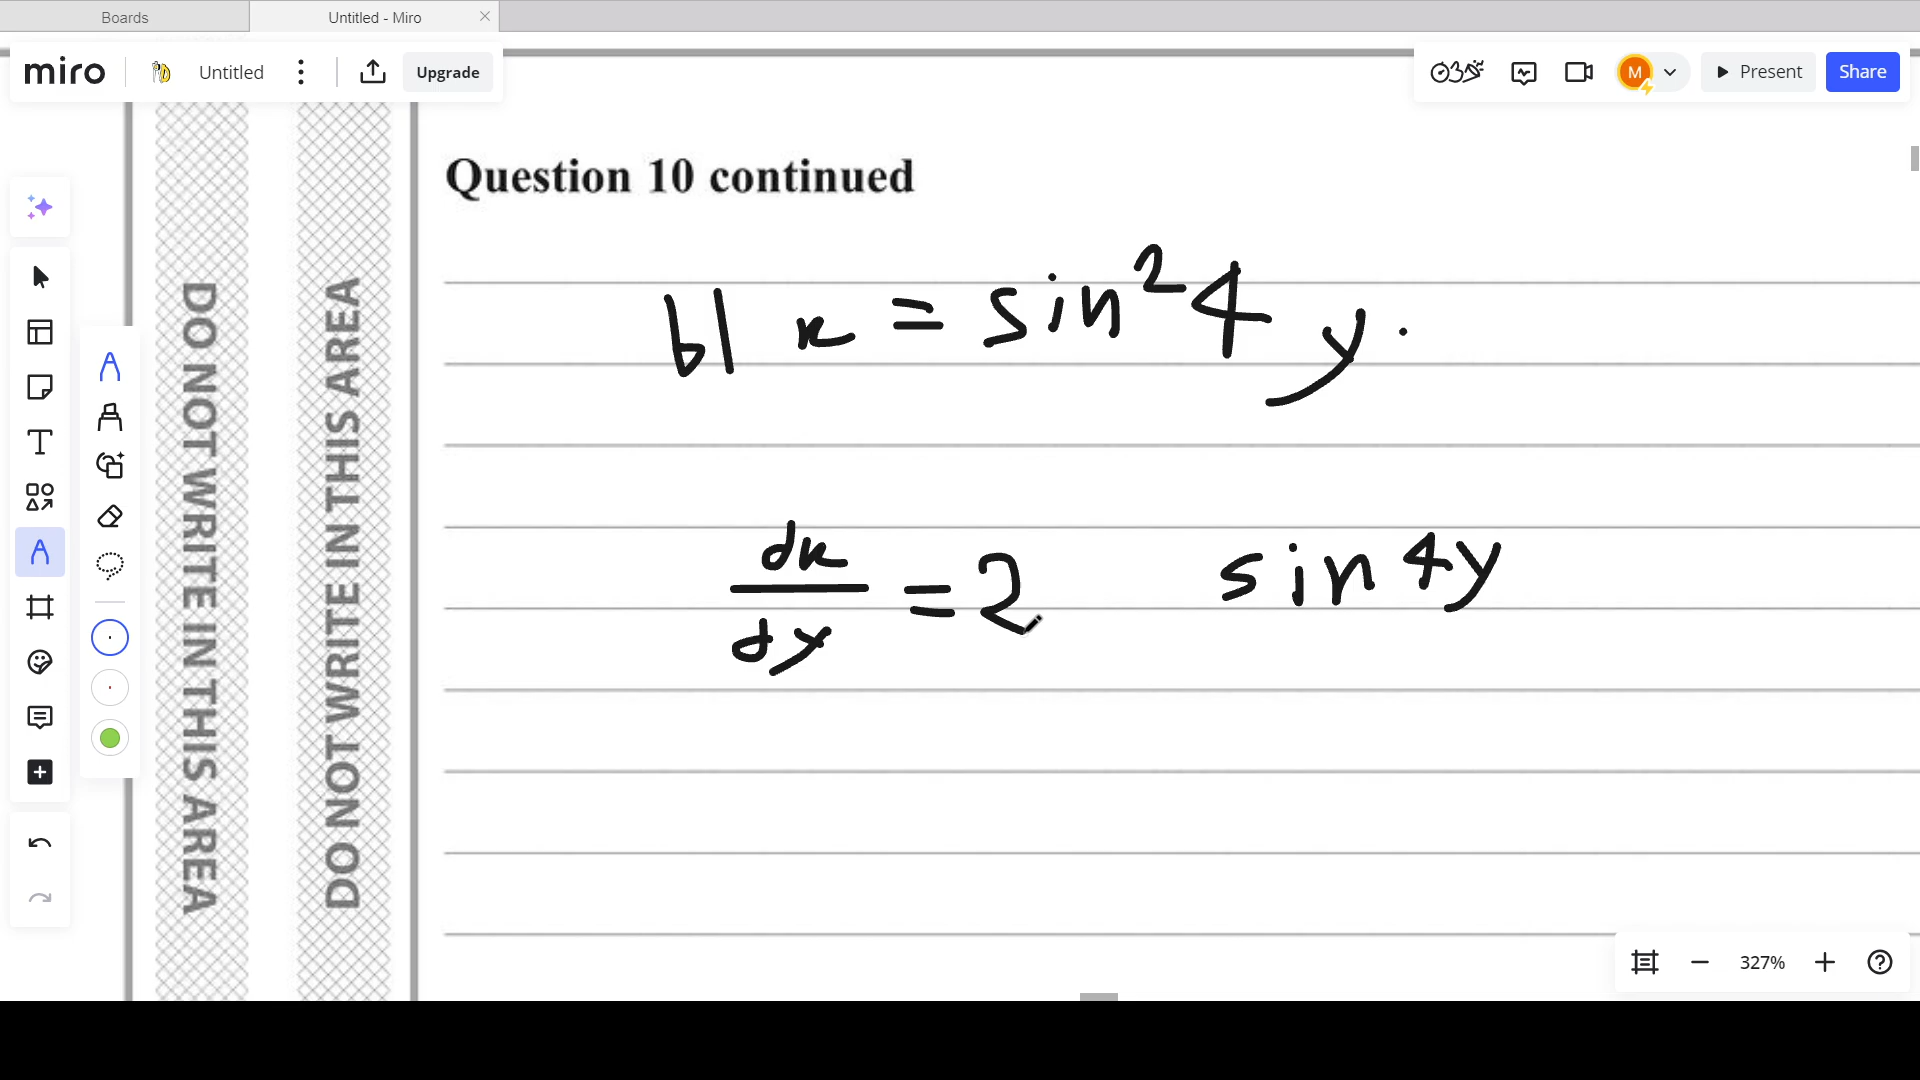 Boards
Untitled - Miro
miro
Untitled
Upgrade
M
Present
Share
Question 10 continued
b) x = sin²4y.
dx/dy = 2 sin4y
DO NOT WRITE IN THIS AREA
DO NOT WRITE IN THIS AREA
327%